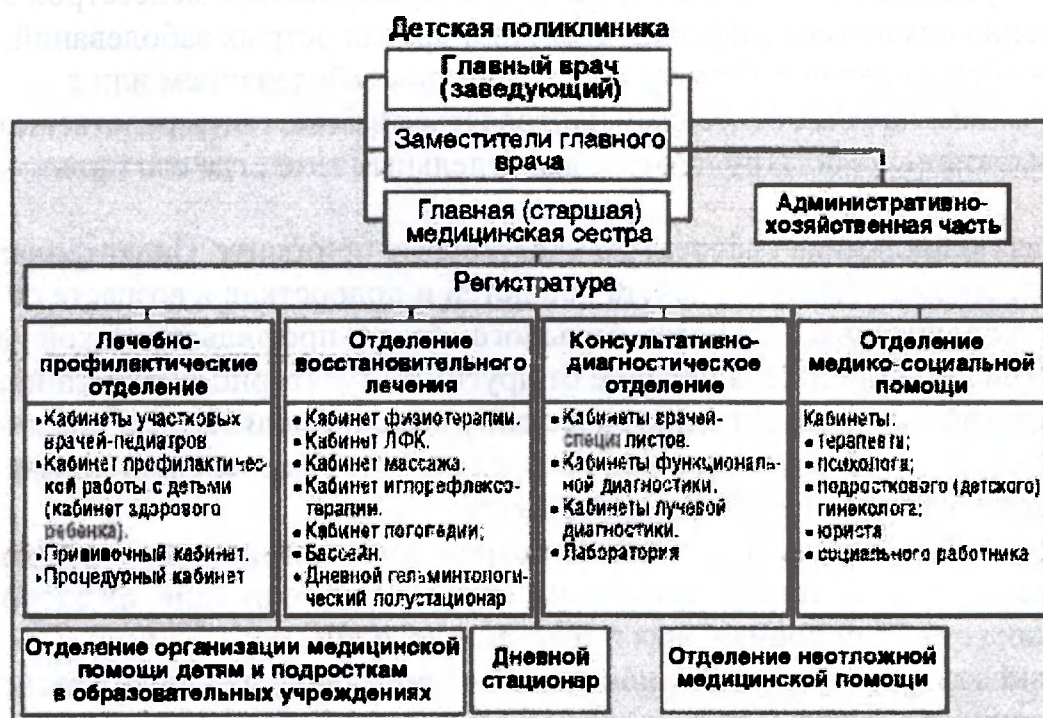 Детская поликлиника
Главный врач
(заведующий)
Заместители главного
врача
Главная (старшая)
медицинская сестра
Административно-
хозяйственная часть
Регистратура
Лечебно-
профилактические
отделение
• Кабинеты участковых
врачей-педиатров.
• Кабинет профилактичес-
кой работы с детьми
(кабинет здорового
ребенка).
• Прививочный кабинет.
• Процедурный кабинет
Отделение
восстановительного
лечения
• Кабинет физиотерапии
• Кабинет ЛФК.
• Кабинет массажа.
• Кабинет иглорефлексо-
терапии.
• Кабинет логопедии;
• Бассейн.
• Дневной гельминтологи-
ческий полустационар
Консультативно-
диагностическое
отделение
• Кабинеты врачей-
специалистов.
• Кабинеты функциональ-
ной диагностики.
• Кабинеты лучевой
диагностики.
• Лаборатория
Отделение
медико-социальной
помощи
Кабинеты:
• терапевта;
• психолога;
• подросткового (детского)
гинеколога;
• юриста
• социального работника
Отделение организации медицинской
помощи детям и подросткам
в образовательных учреждениях
Дневной
стационар
Отделение неотложной
медицинской помощи